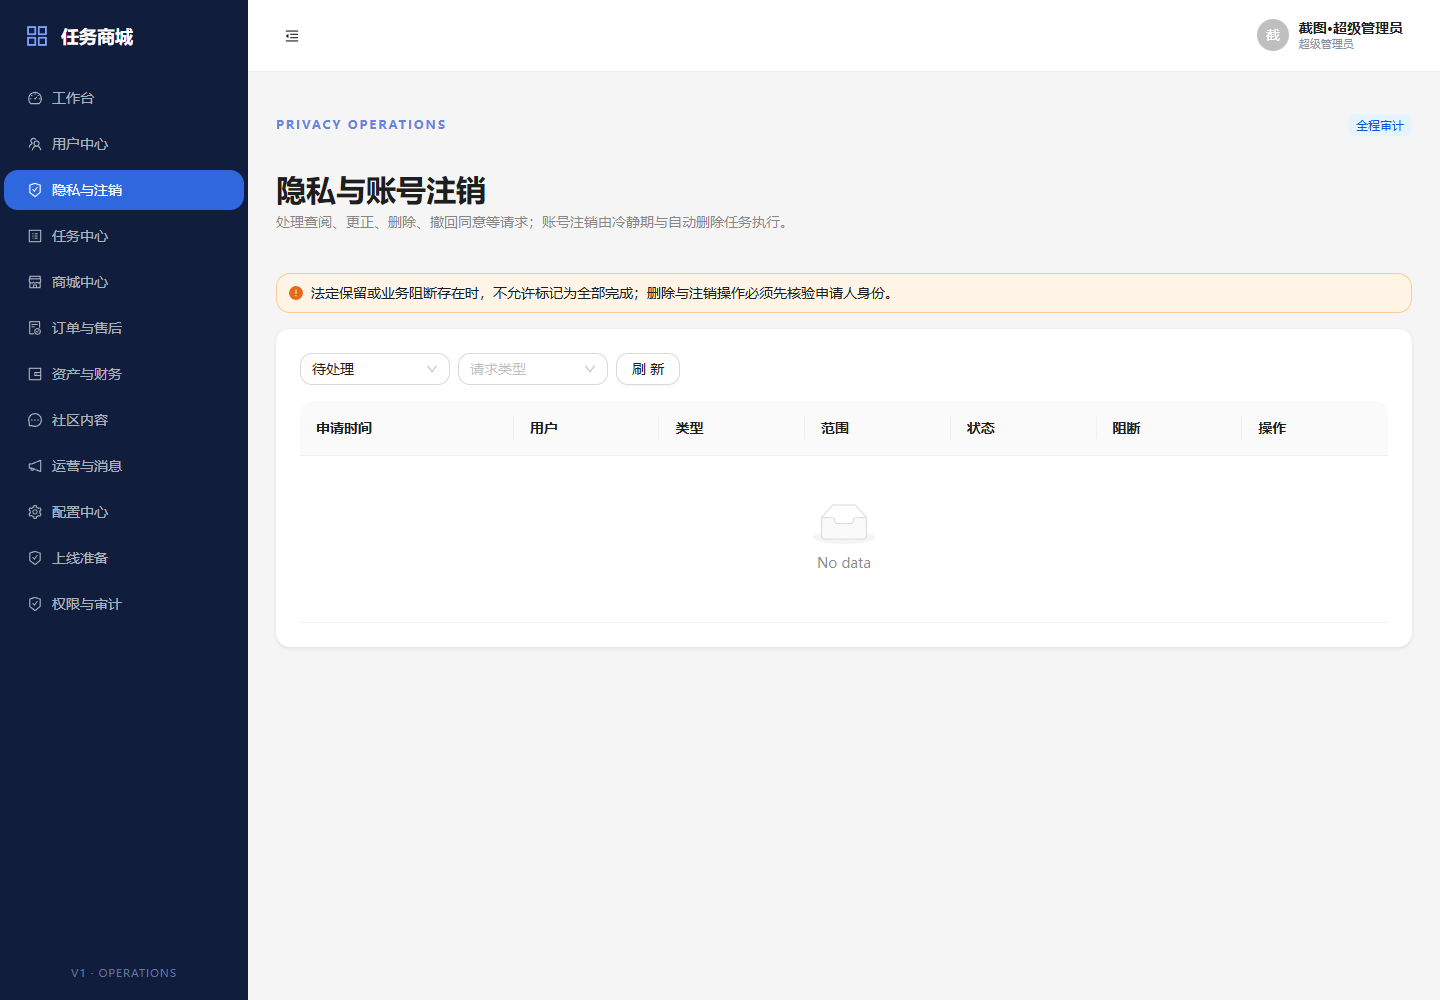 任务商城
截
截图•超级管理员
超级管理员
工作台
用户中心
隐私与注销
任务中心
商城中心
订单与售后
资产与财务
社区内容
运营与消息
配置中心
上线准备
权限与审计
V1 · OPERATIONS
PRIVACY OPERATIONS
全程审计
隐私与账号注销
处理查阅、更正、删除、撤回同意等请求；账号注销由冷静期与自动删除任务执行。
法定保留或业务阻断存在时，不允许标记为全部完成；删除与注销操作必须先核验申请人身份。
待处理 请求类型 刷 新
申请时间 用户 类型 范围 状态 阻断 操作
No data